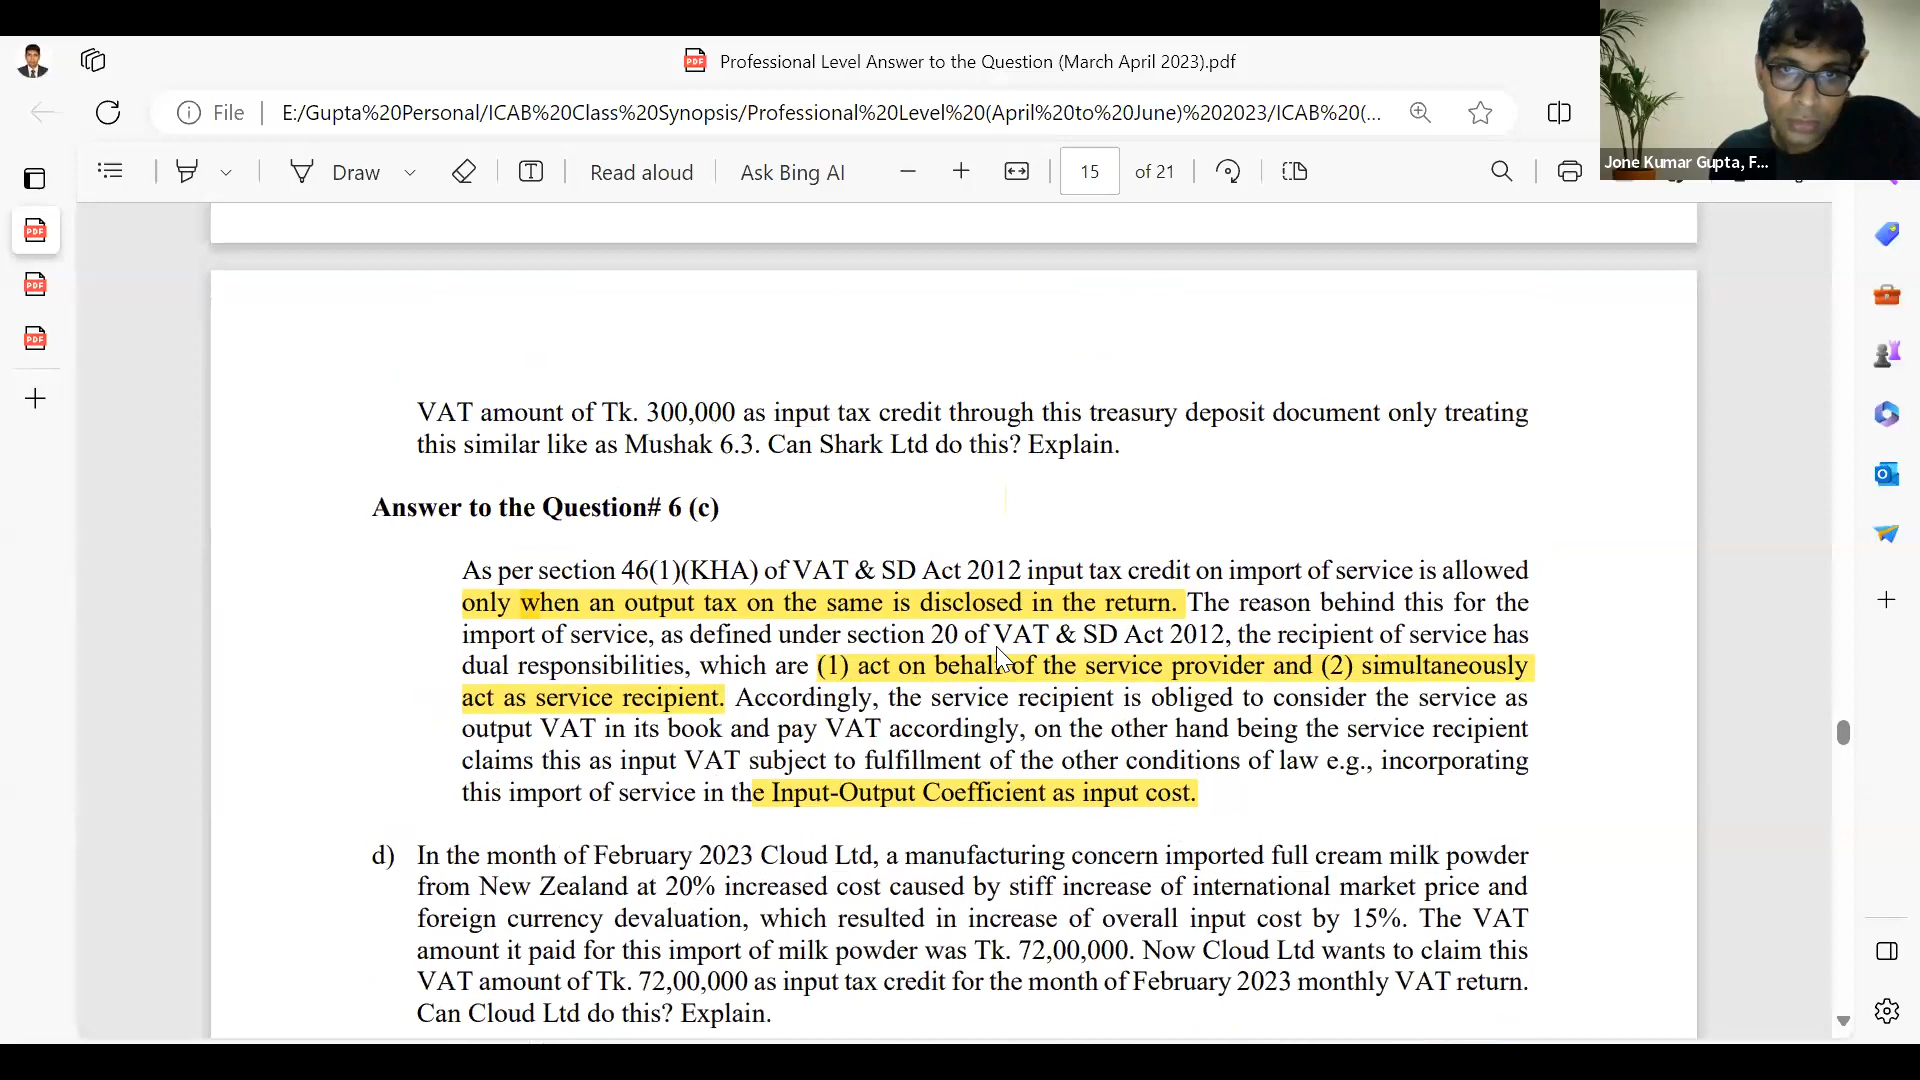 Professional Level Answer to the Question (March April 2023).pdf
File
E:/Gupta%20Personal/ICAB%20Class%20Synopsis/Professional%20Level%20(April%20to%20June)%202023/ICAB%20(...
Jone Kumar Gupta, F...
Draw
Read aloud
Ask Bing AI
15 of 21
VAT amount of Tk. 300,000 as input tax credit through this treasury deposit document only treating
this similar like as Mushak 6.3. Can Shark Ltd do this? Explain.
Answer to the Question# 6 (c)
As per section 46(1)(KHA) of VAT & SD Act 2012 input tax credit on import of service is allowed
only when an output tax on the same is disclosed in the return. The reason behind this for the
import of service, as defined under section 20 of VAT & SD Act 2012, the recipient of service has
dual responsibilities, which are (1) act on behalf of the service provider and (2) simultaneously
act as service recipient. Accordingly, the service recipient is obliged to consider the service as
output VAT in its book and pay VAT accordingly, on the other hand being the service recipient
claims this as input VAT subject to fulfillment of the other conditions of law e.g., incorporating
this import of service in the Input-Output Coefficient as input cost.
d) In the month of February 2023 Cloud Ltd, a manufacturing concern imported full cream milk powder
from New Zealand at 20% increased cost caused by stiff increase of international market price and
foreign currency devaluation, which resulted in increase of overall input cost by 15%. The VAT
amount it paid for this import of milk powder was Tk. 72,00,000. Now Cloud Ltd wants to claim this
VAT amount of Tk. 72,00,000 as input tax credit for the month of February 2023 monthly VAT return.
Can Cloud Ltd do this? Explain.